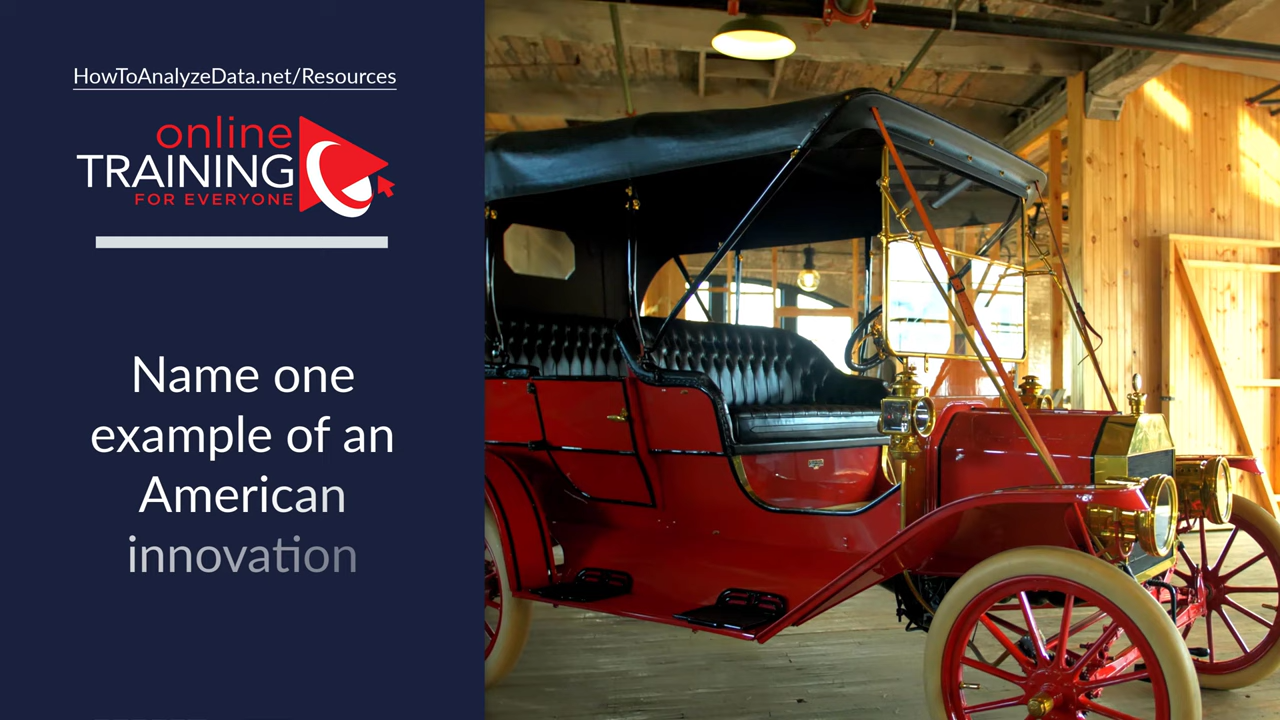 HowToAnalyzeData.net/Resources
online
TRAINING
FOR EVERYONE
Name one
example of an
American
innovation